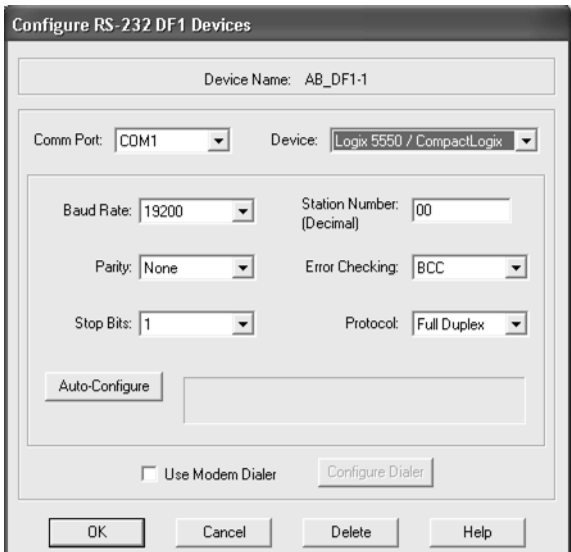 Configure RS-232 DF1 Devices
Device Name: AB_DF1-1
Comm Port: COM1 Device: Logix 5550 / CompactLogix
Baud Rate: 19200 Station Number: 00
(Decimal)
Parity: None Error Checking: BCC
Stop Bits: 1 Protocol: Full Duplex
Auto-Configure
Use Modem Dialer Configure Dialer
OK Cancel Delete Help